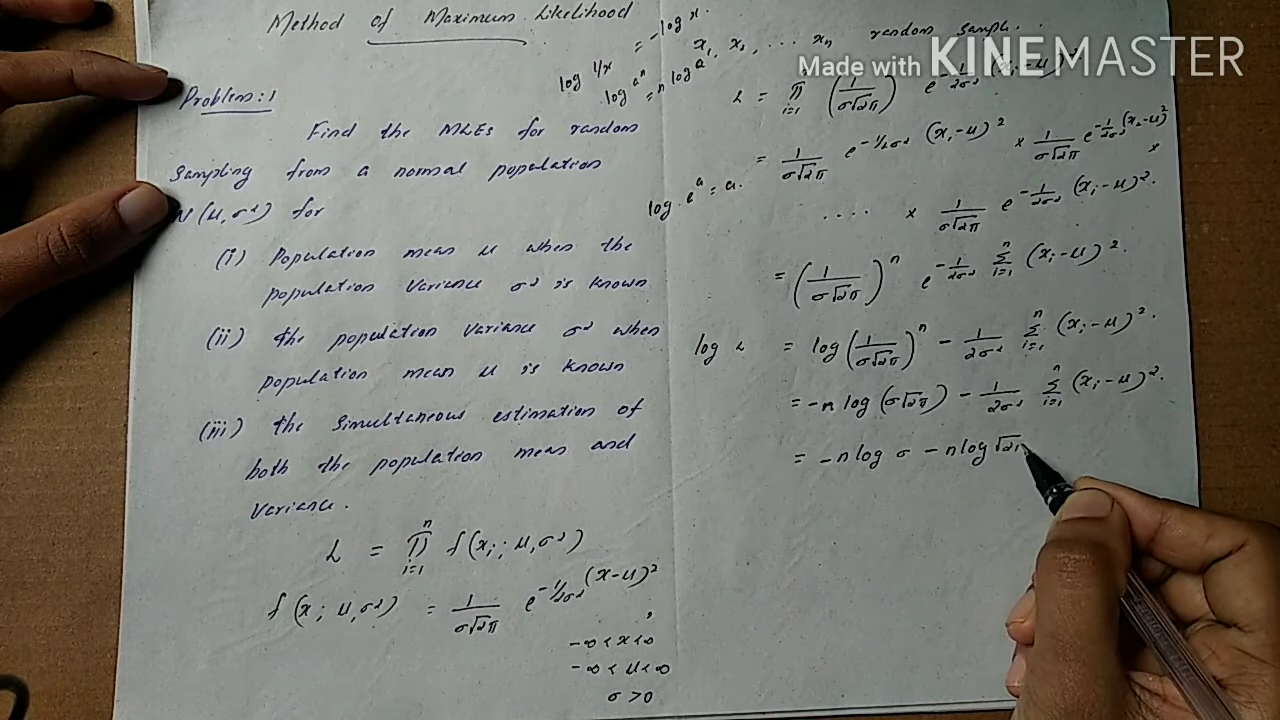 Method of Maximum Likelihood
Problem: 1
Find the MLEs for random
sampling from a normal population
N(μ, σ²) for
(i) Population mean μ when the
population variance σ² is known
(ii) the population variance σ² when
population mean μ is known
(iii) the simultaneous estimation of
both the population mean and
variance.
L = ∏ᵢ₌₁ⁿ f(xᵢ; μ, σ²)
f(x; μ, σ²) = 1/(σ√2π) e^(-1/2σ² (x-μ)²),
-∞ < x < ∞
-∞ < μ < ∞
σ > 0
log 1/x = -log x.
log aⁿ = n log a
log eᵃ = a.
x₁, x₂, ... xₙ random sample.
Made with KINEMASTER
L = ∏ᵢ₌₁ (1/(σ√2π)) e^(-1/2σ² (xᵢ-μ)²)
= 1/(σ√2π) e^(-1/2σ² (x₁-μ)²) × 1/(σ√2π) e^(-1/2σ² (x₂-μ)²) ×
.... × 1/(σ√2π) e^(-1/2σ² (xᵢ-μ)²).
= (1/(σ√2π))ⁿ e^(-1/2σ² Σᵢ₌₁ⁿ (xᵢ-μ)²).
log L = log (1/(σ√2π))ⁿ - 1/2σ² Σᵢ₌₁ⁿ (xᵢ-μ)².
= -n log (σ√2π) - 1/2σ² Σᵢ₌₁ⁿ (xᵢ-μ)².
= -n log σ - n log √2π